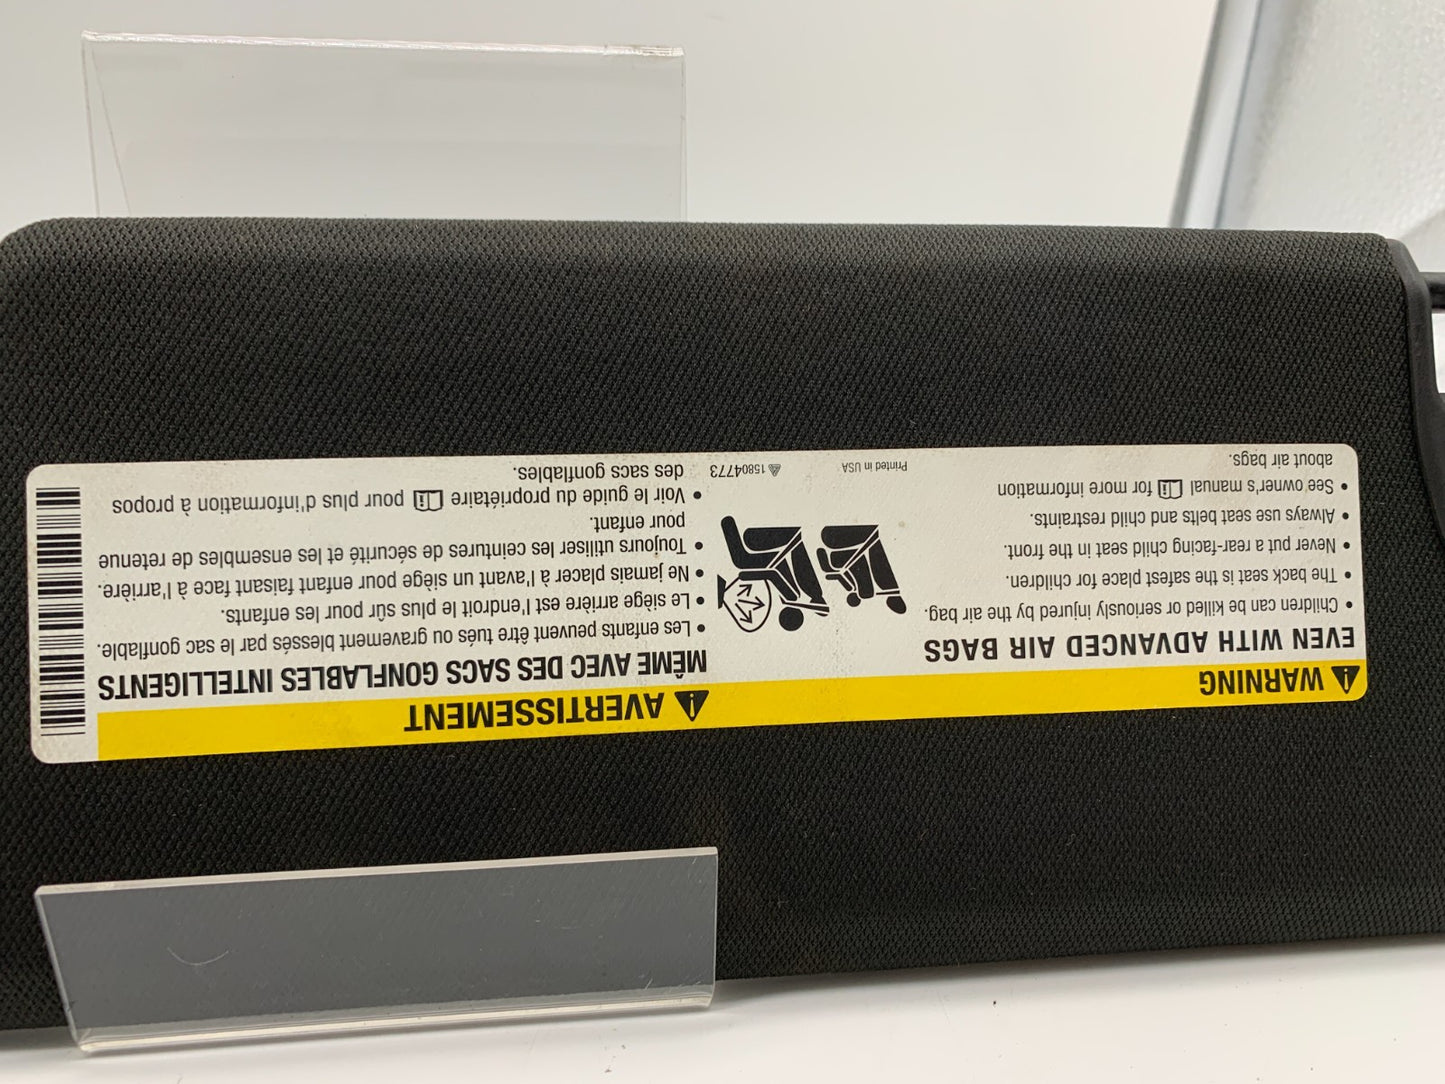 WARNING
EVEN WITH ADVANCED AIR BAGS
• Children can be killed or seriously injured by the air bag.
• The back seat is the safest place for children.
• Never put a rear-facing child seat in the front.
• Always use seat belts and child restraints.
• See owner's manual for more information
about air bags.
Printed in USA
15804773
AVERTISSEMENT
MÊME AVEC DES SACS GONFLABLES INTELLIGENTS
• Les enfants peuvent être tués ou gravement blessés par le sac gonflable.
• Le siège arrière est l'endroit le plus sûr pour les enfants.
• Ne jamais placer à l'avant un siège pour enfant faisant face à l'arrière.
• Toujours utiliser les ceintures de sécurité et les ensembles de retenue
pour enfant.
• Voir le guide du propriétaire pour plus d'information à propos
des sacs gonflables.